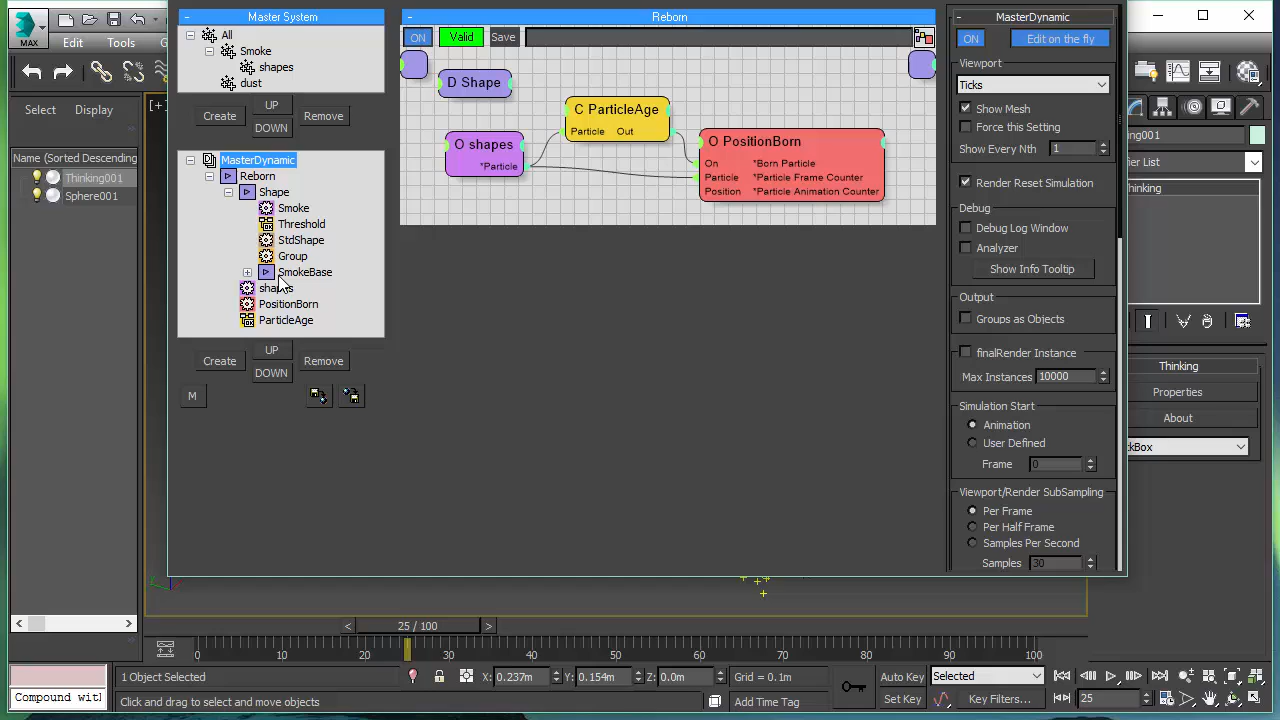 MAX
Edit
Tools
Select
Display
Name (Sorted Descending
Thinking001
Sphere001
Master System
All
Smoke
shapes
dust
Create
UP
Remove
DOWN
MasterDynamic
Reborn
Shape
Smoke
Threshold
StdShape
Group
SmokeBase
shapes
PositionBorn
ParticleAge
Create
UP
Remove
DOWN
M
Reborn
ON
Valid
Save
D Shape
C ParticleAge
Particle Out
O shapes
*Particle
O PositionBorn
On *Born Particle
Particle *Particle Frame Counter
Position *Particle Animation Counter
MasterDynamic
ON
Edit on the fly
Viewport
Ticks
Show Mesh
Force this Setting
Show Every Nth 1
Render Reset Simulation
Debug
Debug Log Window
Analyzer
Show Info Tooltip
Output
Groups as Objects
finalRender Instance
Max Instances 10000
Simulation Start
Animation
User Defined
Frame 0
Viewport/Render SubSampling
Per Frame
Per Half Frame
Samples Per Second
Samples 30
Thinking
Properties
About
25 / 100
0 10 20 30 40 50 60 70 80 90 100
1 Object Selected
X: 0.237m
Y: 0.154m
Z: 0.0m
Grid = 0.1m
Auto Key
Selected
Compound witl
Click and drag to select and move objects
Add Time Tag
Set Key
Key Filters...
25